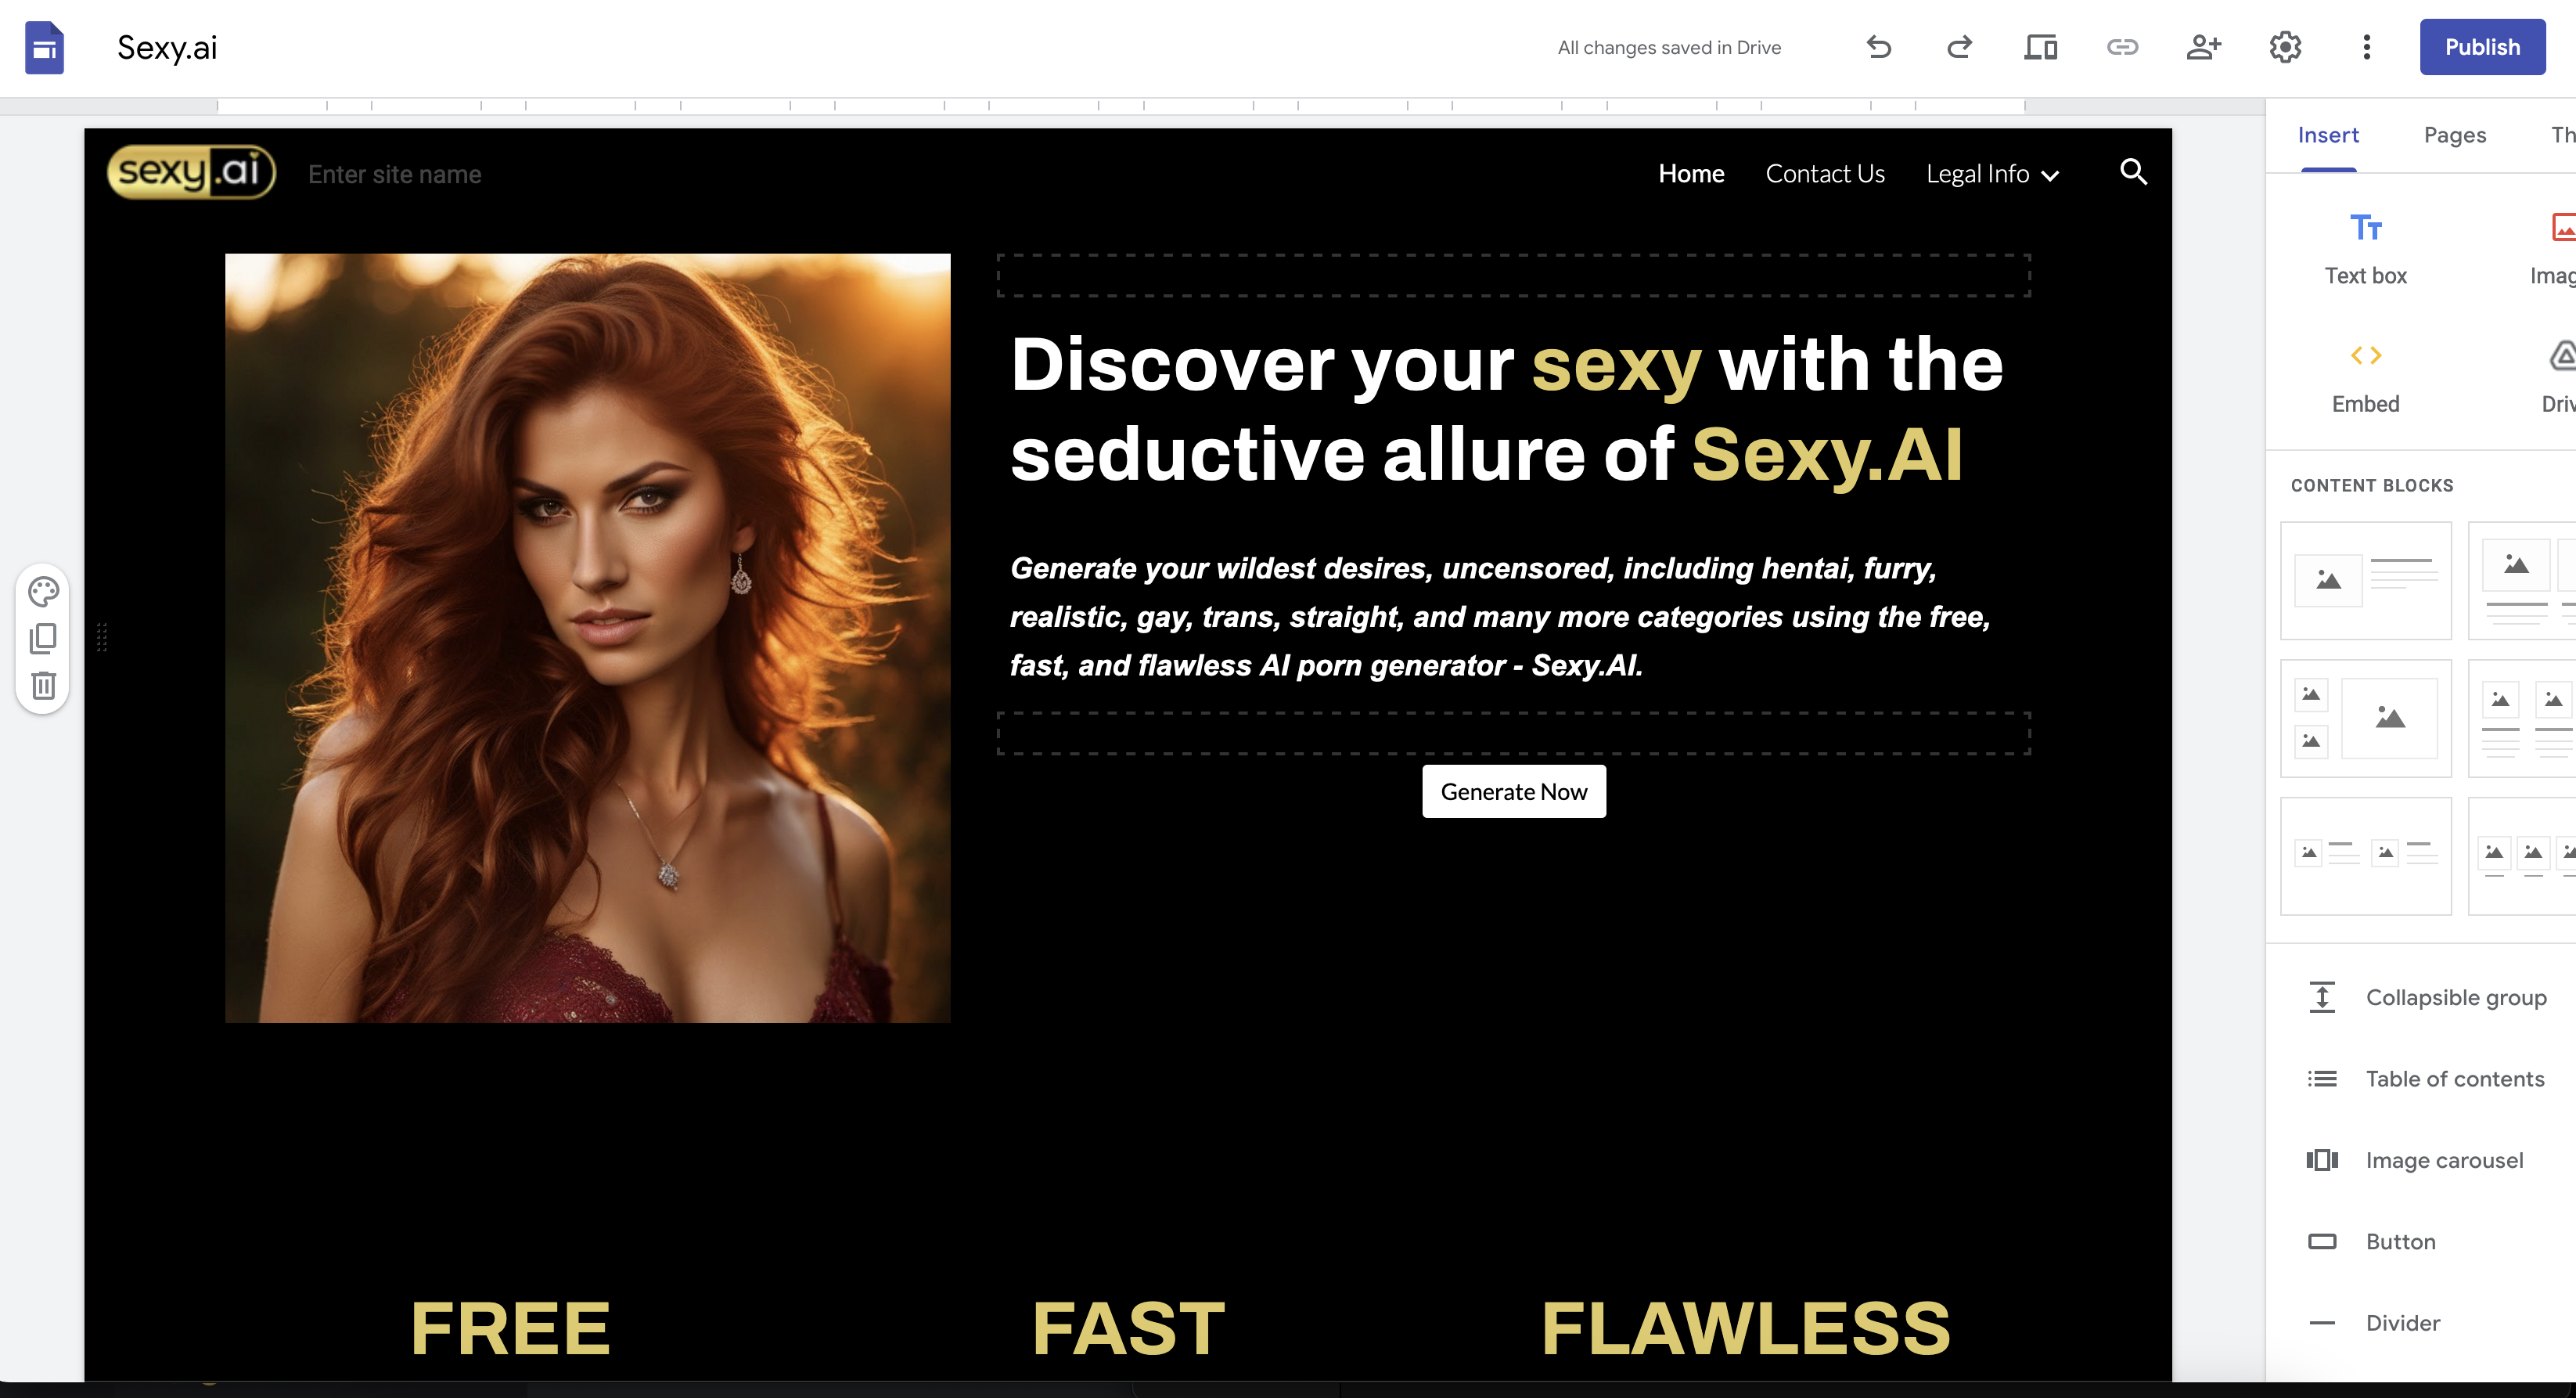 Sexy.ai
All changes saved in Drive
Publish
Insert
Pages
sexy.ai
Enter site name
Home
Contact Us
Legal Info
Text box
Embed
Discover your sexy with the
seductive allure of Sexy.AI
CONTENT BLOCKS
Generate your wildest desires, uncensored, including hentai, furry,
realistic, gay, trans, straight, and many more categories using the free,
fast, and flawless AI porn generator - Sexy.AI.
Generate Now
Collapsible group
Table of contents
Image carousel
Button
Divider
FREE
FAST
FLAWLESS